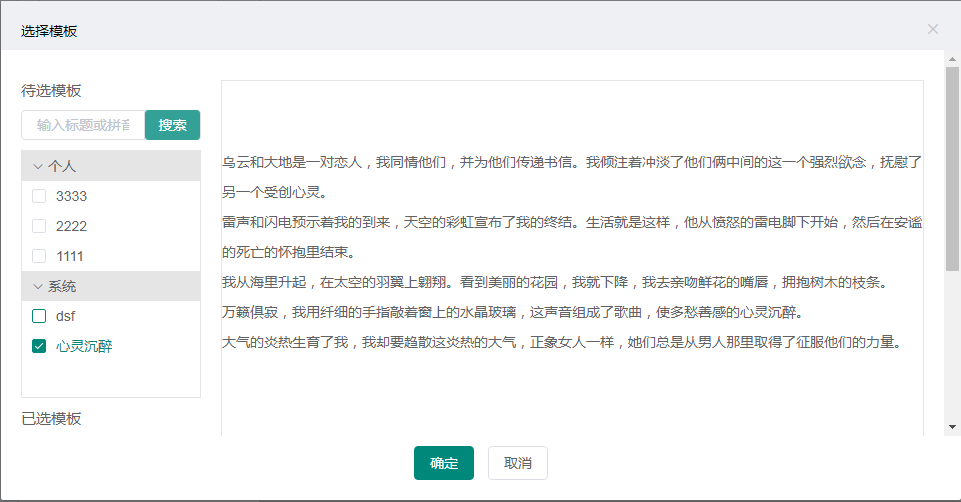 选择模板
待选模板
输入标题或拼音
搜索
个人
3333
2222
1111
系统
dsf
心灵沉醉
已选模板
乌云和大地是一对恋人，我同情他们，并为他们传递书信。我倾注着冲淡了他们俩中间的这一个强烈欲念，抚慰了
另一个受创心灵。
雷声和闪电预示着我的到来，天空的彩虹宣布了我的终结。生活就是这样，他从愤怒的雷电脚下开始，然后在安谧
的死亡的怀抱里结束。
我从海里升起，在太空的羽翼上翱翔。看到美丽的花园，我就下降，我去亲吻鲜花的嘴唇，拥抱树木的枝条。
万籁俱寂，我用纤细的手指敲着窗上的水晶玻璃，这声音组成了歌曲，使多愁善感的心灵沉醉。
大气的炎热生育了我，我却要趋散这炎热的大气，正象女人一样，她们总是从男人那里取得了征服他们的力量。
确定
取消